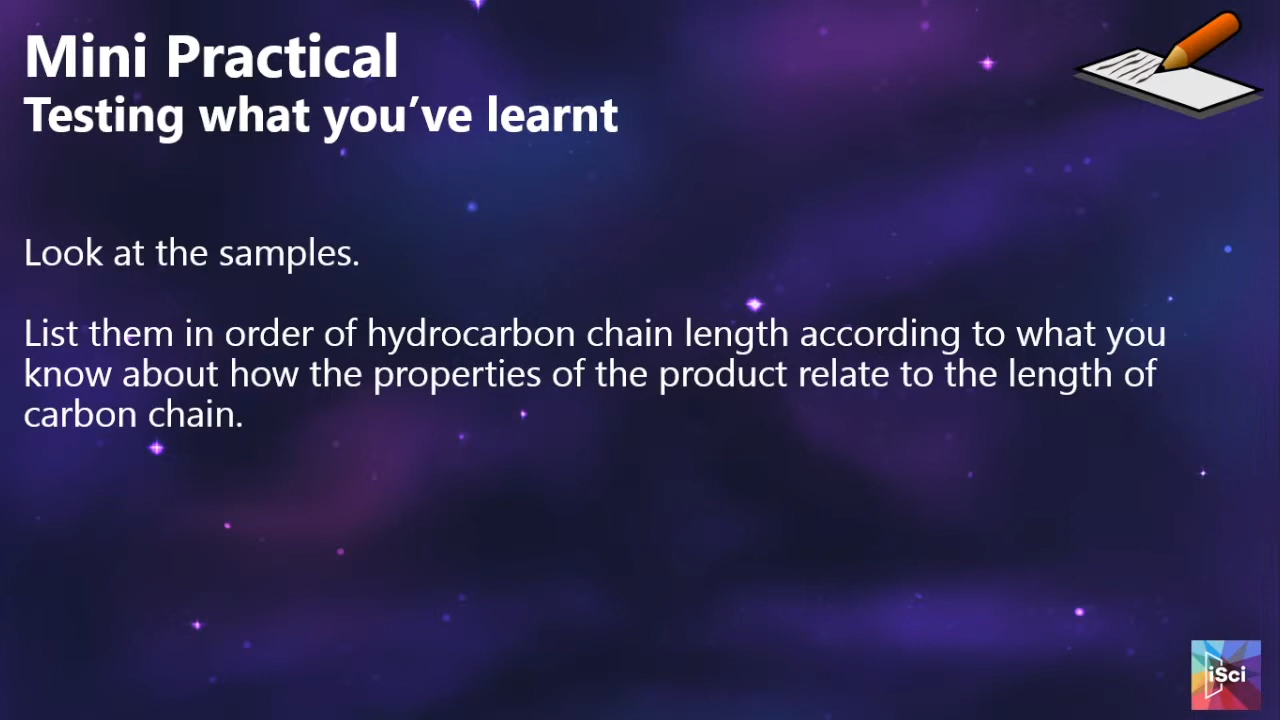 Mini Practical
Testing what you’ve learnt
Look at the samples.
List them in order of hydrocarbon chain length according to what you
know about how the properties of the product relate to the length of
carbon chain.
iSci